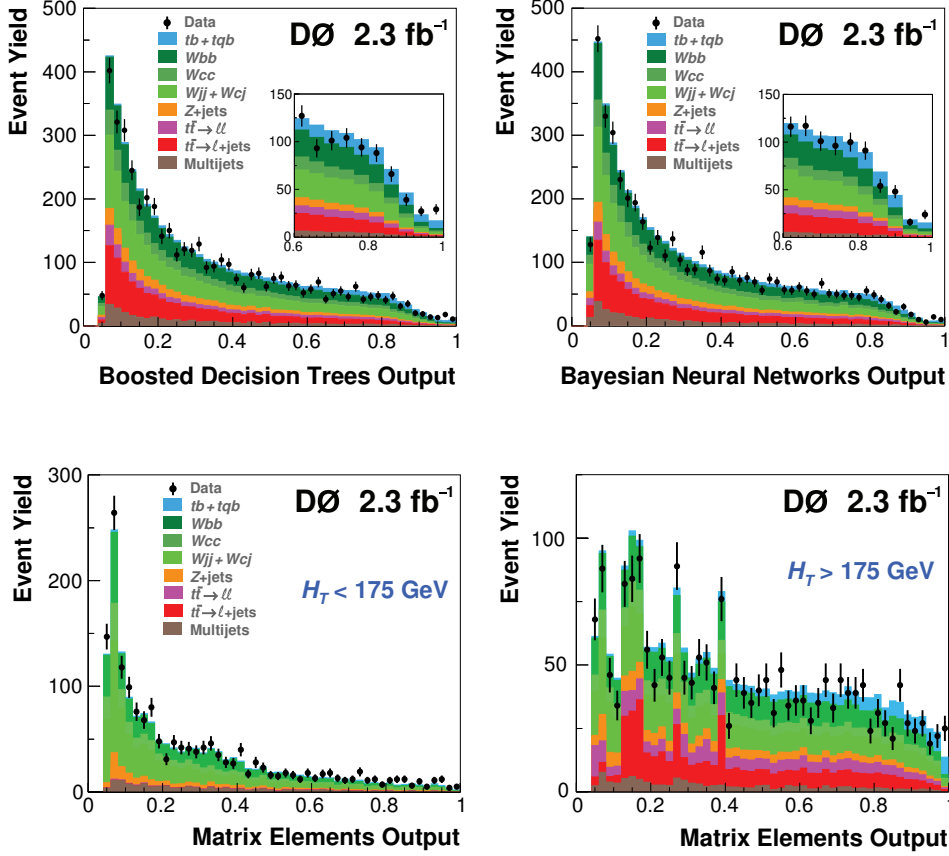 DØ 2.3 fb⁻¹
Data
tb+tqb
Wbb
Wcc
Wjj+Wcj
Z+jets
tt̄→ℓℓ
tt̄→ℓ+jets
Multijets
Event Yield
500
400
300
200
100
0
150
100
50
0
0.6 0.8 1
0.2 0.4 0.6 0.8 1
Boosted Decision Trees Output
DØ 2.3 fb⁻¹
Data
tb+tqb
Wbb
Wcc
Wjj+Wcj
Z+jets
tt̄→ℓℓ
tt̄→ℓ+jets
Multijets
Event Yield
500
400
300
200
100
0
150
100
50
0
0.6 0.8 1
0.2 0.4 0.6 0.8 1
Bayesian Neural Networks Output
DØ 2.3 fb⁻¹
Data
tb+tqb
Wbb
Wcc
Wjj+Wcj
Z+jets
tt̄→ℓℓ
tt̄→ℓ+jets
Multijets
H_T < 175 GeV
Event Yield
300
200
100
0
0 0.2 0.4 0.6 0.8 1
Matrix Elements Output
DØ 2.3 fb⁻¹
H_T > 175 GeV
Event Yield
100
50
0
0 0.2 0.4 0.6 0.8 1
Matrix Elements Output